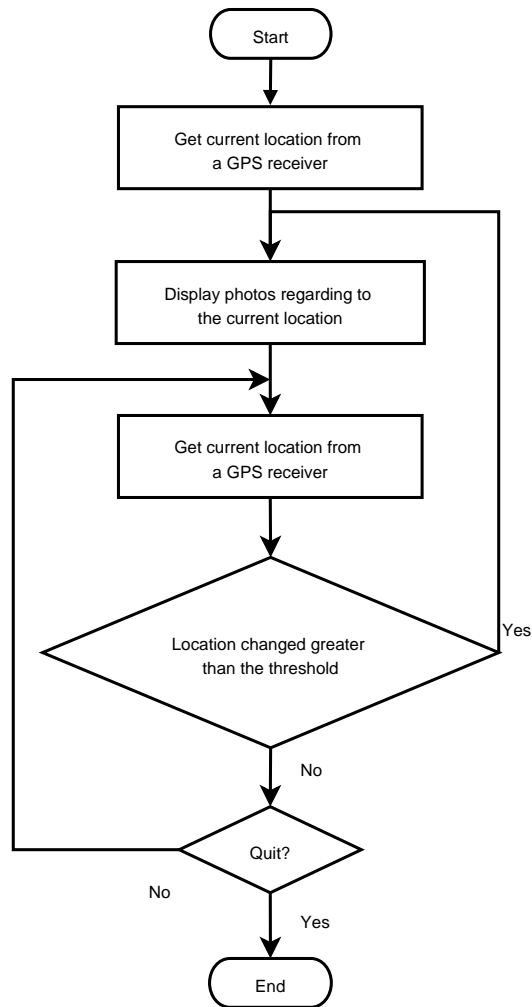 Start
Get current location from
a GPS receiver
Display photos regarding to
the current location
Get current location from
a GPS receiver
Location changed greater
than the threshold
Yes
No
Quit?
No
Yes
End